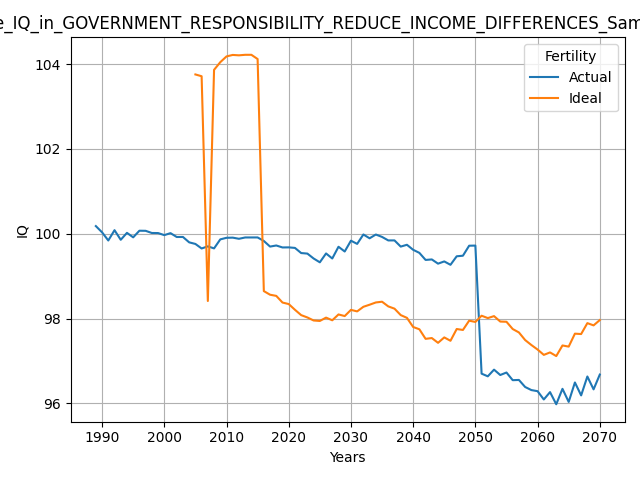 e_IQ_in_GOVERNMENT_RESPONSIBILITY_REDUCE_INCOME_DIFFERENCES_Sam
Fertility
Actual
Ideal
104
102
100
98
96
IQ
1990 2000 2010 2020 2030 2040 2050 2060 2070
Years